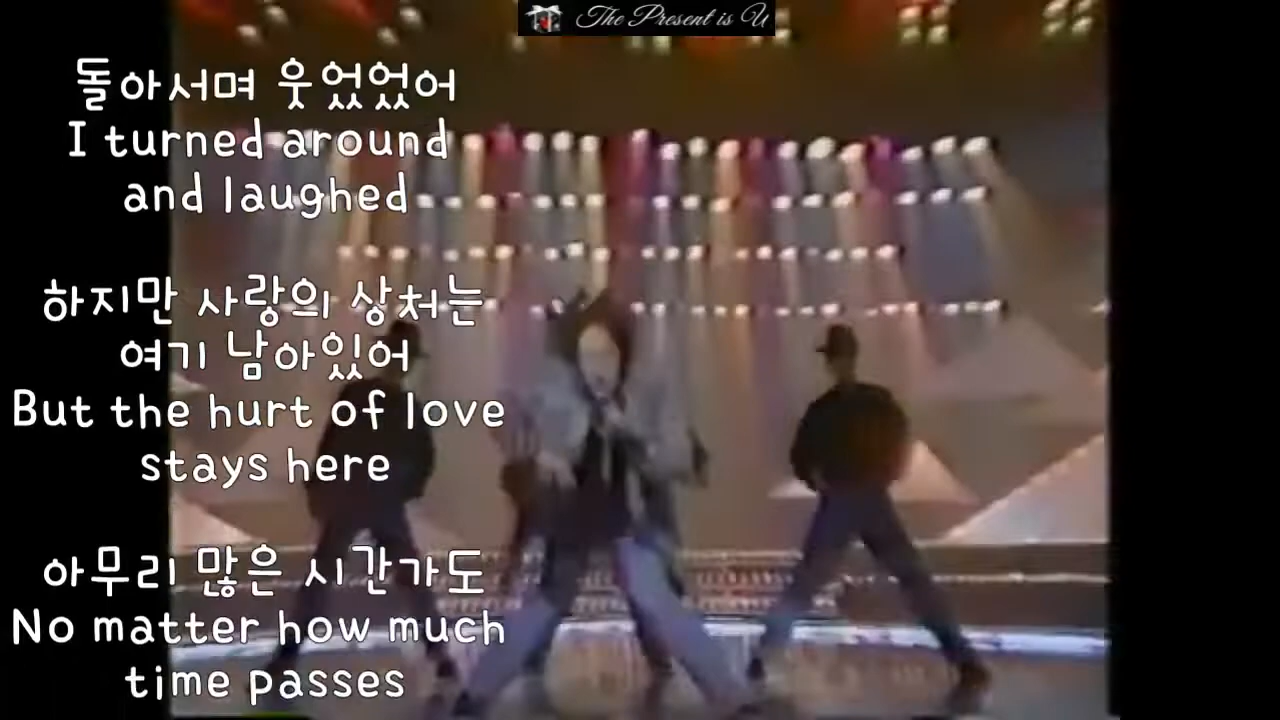 The Present is U
돌아서며 웃었었어
I turned around
and laughed
하지만 사랑의 상처는
여기 남아있어
But the hurt of love
stays here
아무리 많은 시간가도
No matter how much
time passes